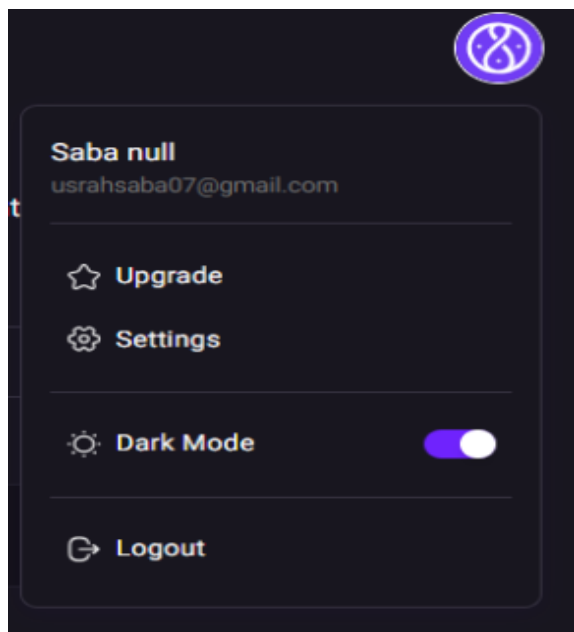 Saba null
usrahsaba07@gmail.com
t
Upgrade
Settings
Dark Mode
Logout